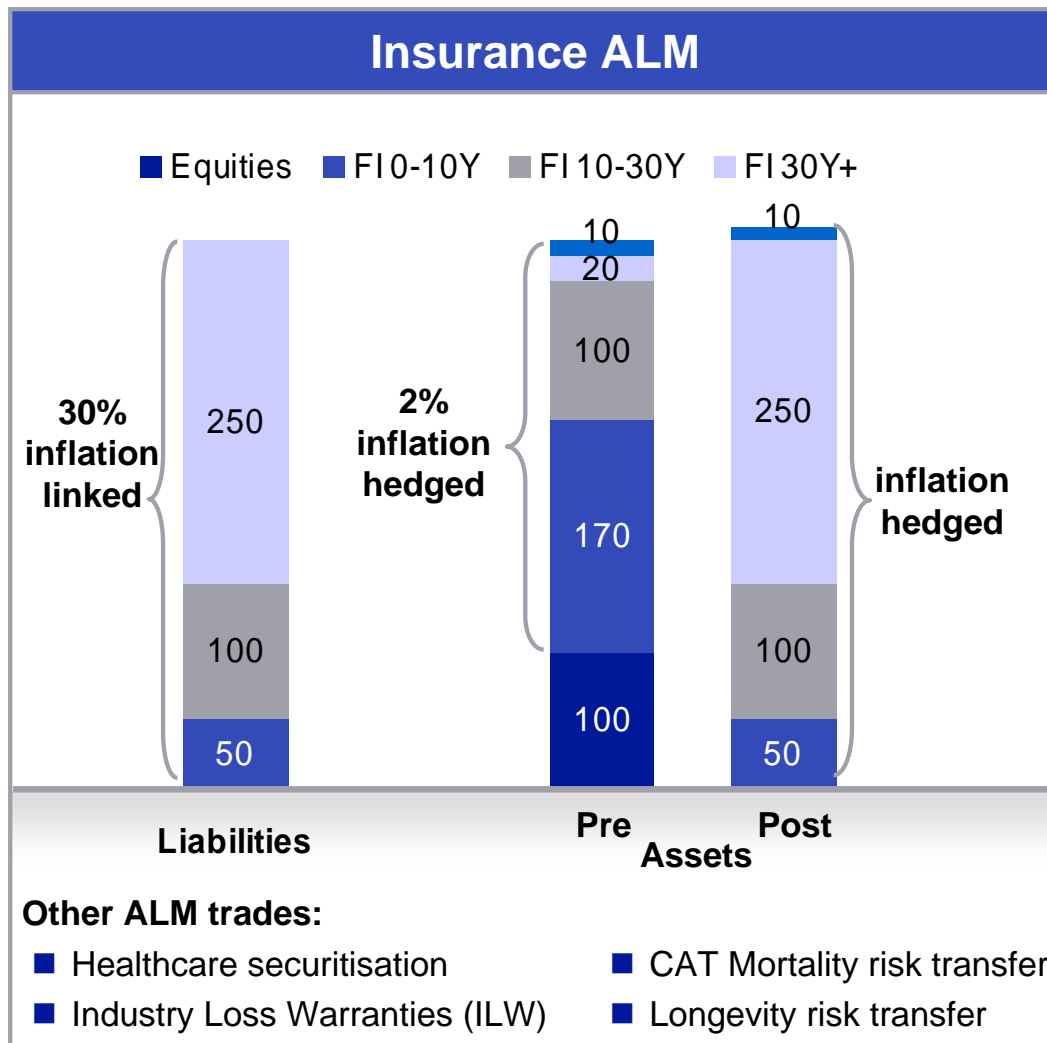 Insurance ALM
Equities FI 0-10Y FI 10-30Y FI 30Y+
10
10
20
100
30%
inflation
linked
250
2%
inflation
hedged
250
inflation
hedged
170
100
100
100
50
50
Liabilities
Pre Post
Assets
Other ALM trades:
Healthcare securitisation
CAT Mortality risk transfer
Industry Loss Warranties (ILW)
Longevity risk transfer